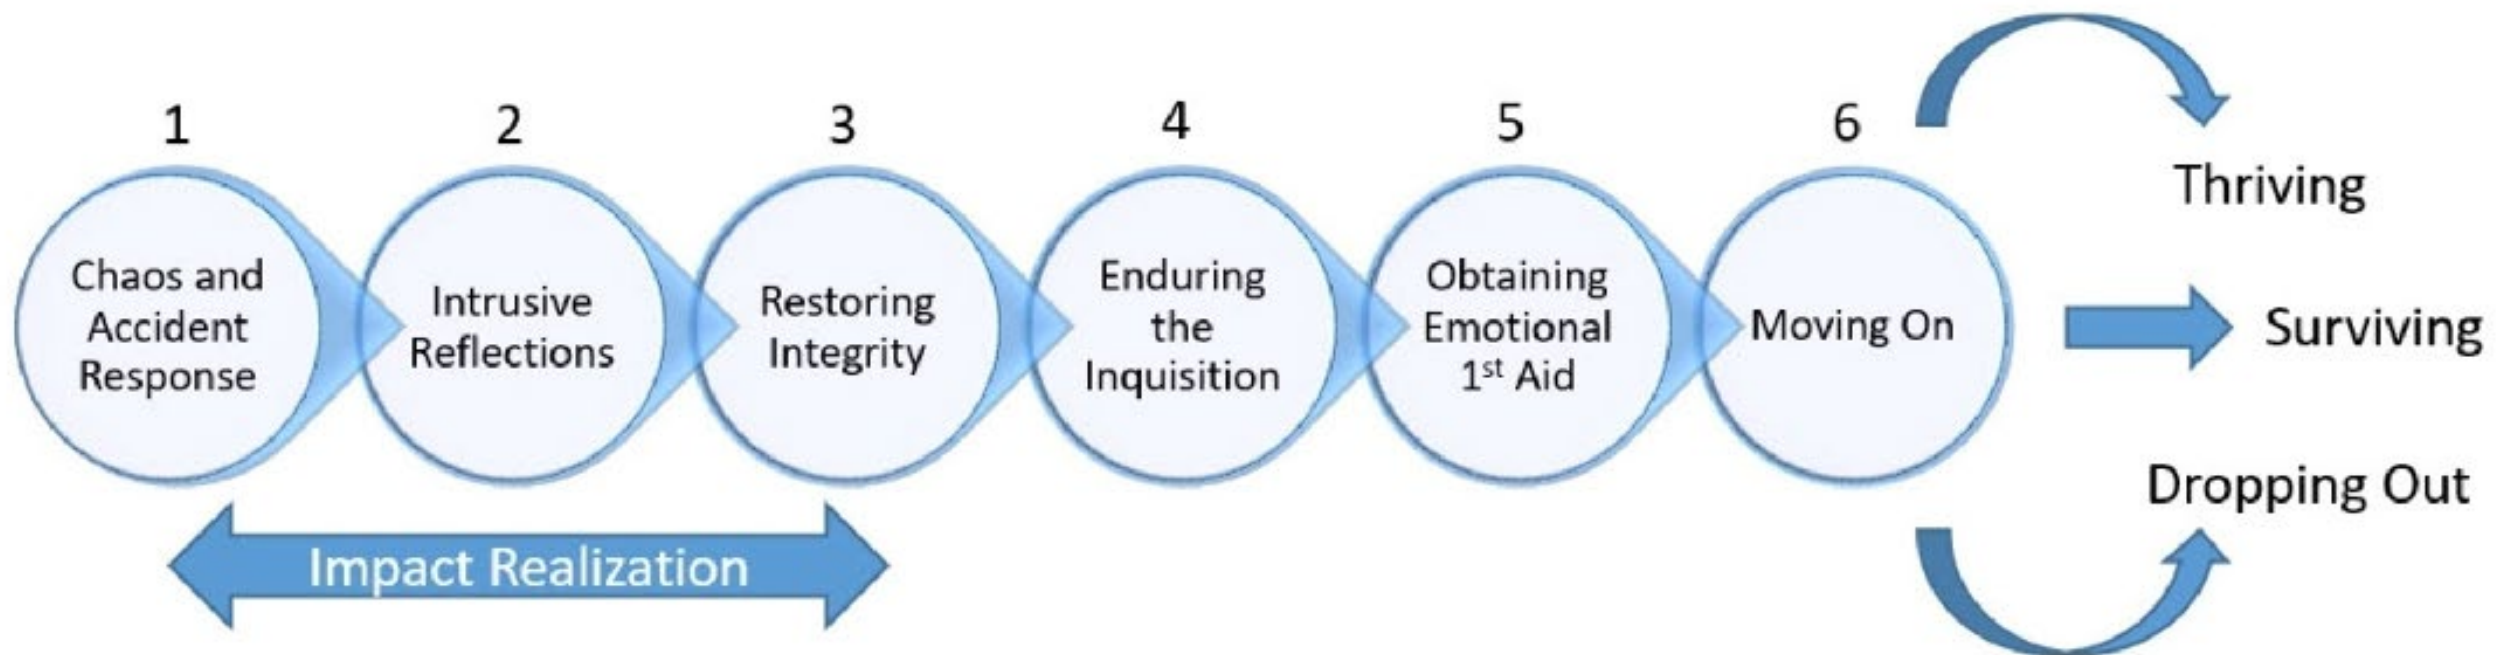 1
Chaos and
Accident
Response
2
Intrusive
Reflections
3
Restoring
Integrity
4
Enduring
the
Inquisition
5
Obtaining
Emotional
1st Aid
6
Moving On
Thriving
Surviving
Dropping Out
Impact Realization